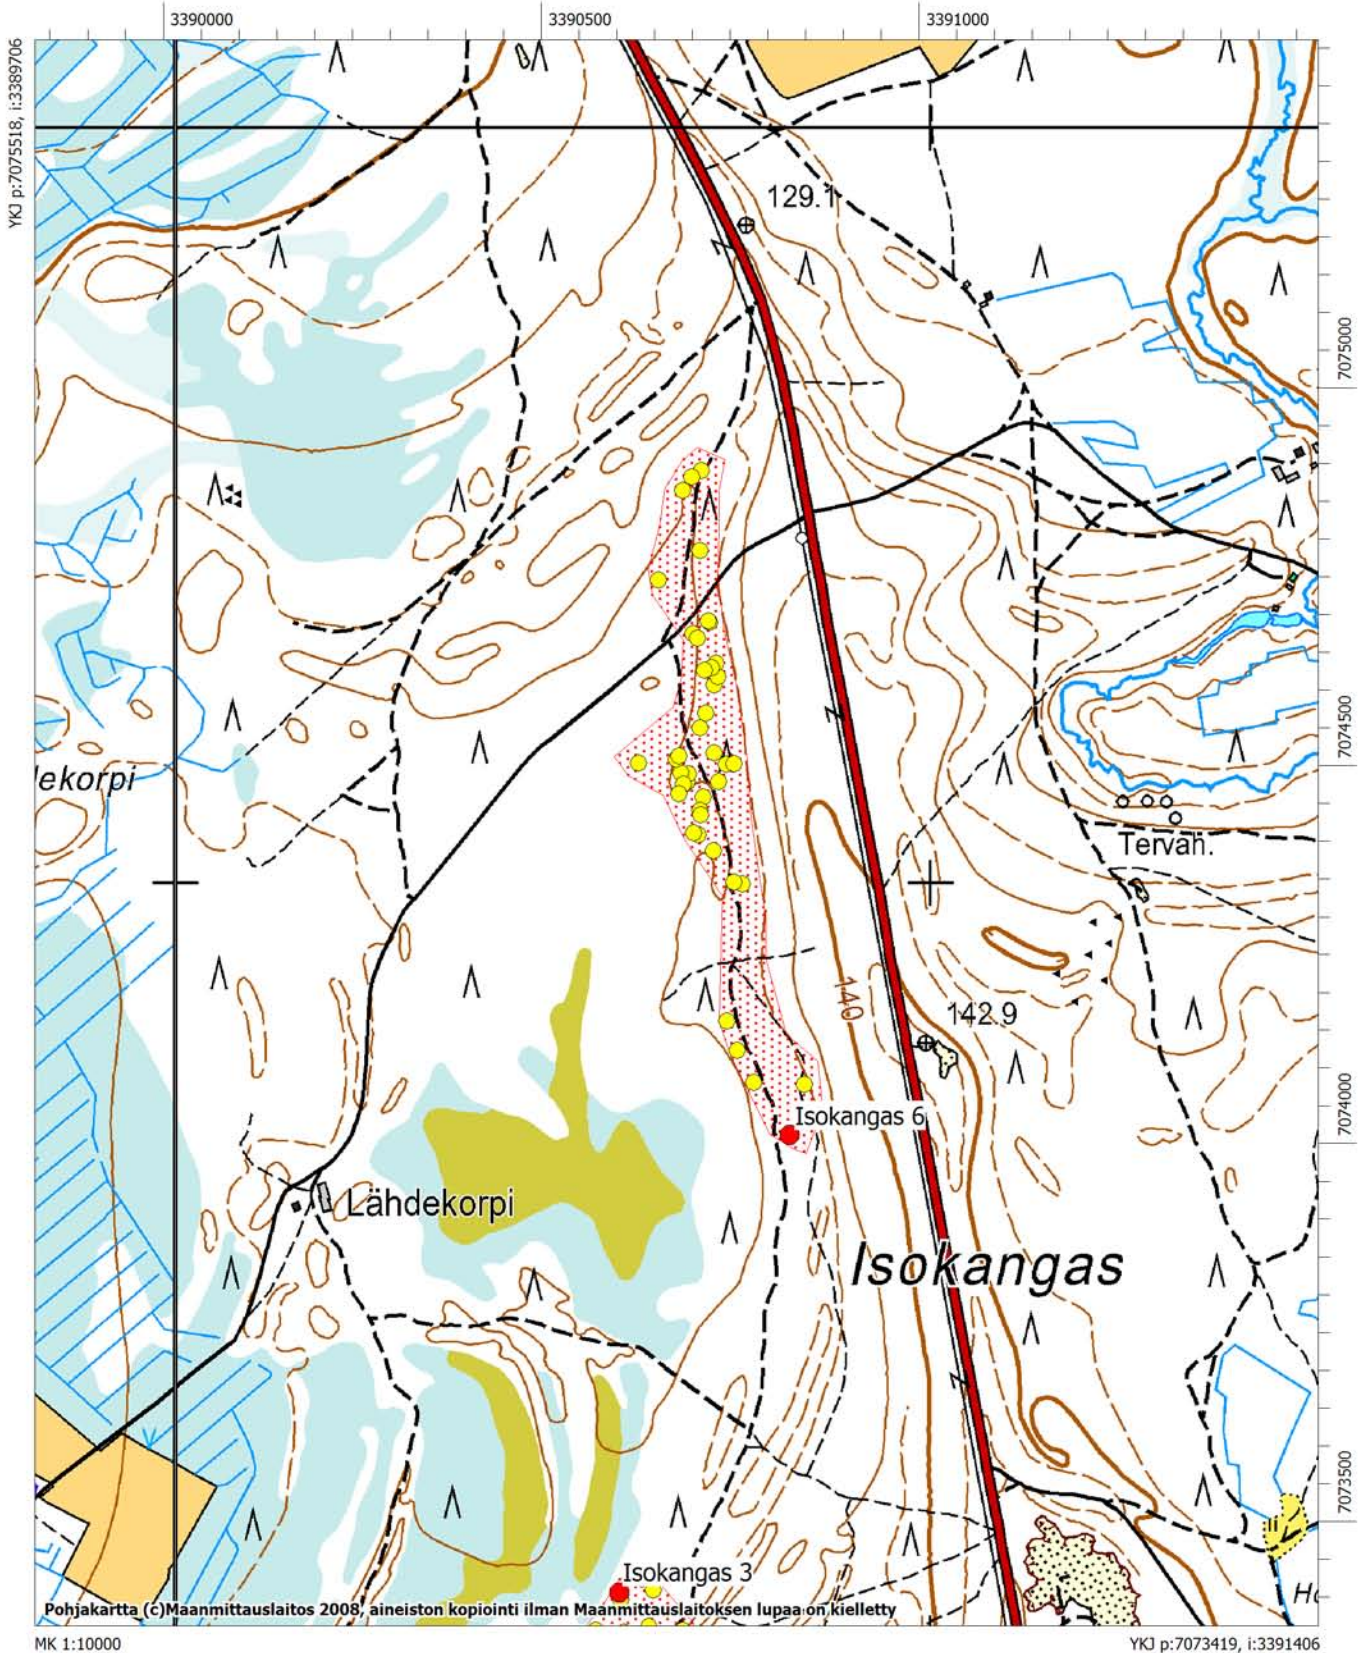 3390000
3390500
3391000
YKJ p:7075518, i:3389706
129.1
7075000
7074500
lekorpi
Tervah.
140
142.9
7074000
Isokangas 6
Lähdekorpi
Isokangas
7073500
Isokangas 3
Pohjakartta (c)Maanmittauslaitos 2008, aineiston kopiointi ilman Maanmittauslaitoksen lupaa on kielletty
MK 1:10000
YKJ p:7073419, i:3391406